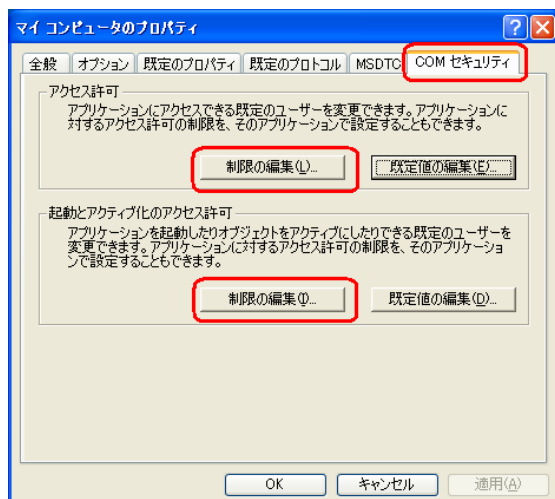 マイ コンピュータのプロパティ
全般 オプション 既定のプロパティ 既定のプロトコル MSDTC COM セキュリティ
アクセス許可
アプリケーションにアクセスできる既定のユーザーを変更できます。アプリケーションに
対するアクセス許可の制限を、そのアプリケーションで設定することもできます。
制限の編集(L)... 既定値の編集(E)...
起動とアクティブ化のアクセス許可
アプリケーションを起動したりオブジェクトをアクティブにしたりできる既定のユーザーを
変更できます。アプリケーションに対するアクセス許可の制限を、そのアプリケーショ
ンで設定することもできます。
制限の編集(I)... 既定値の編集(D)...
OK キャンセル 適用(A)